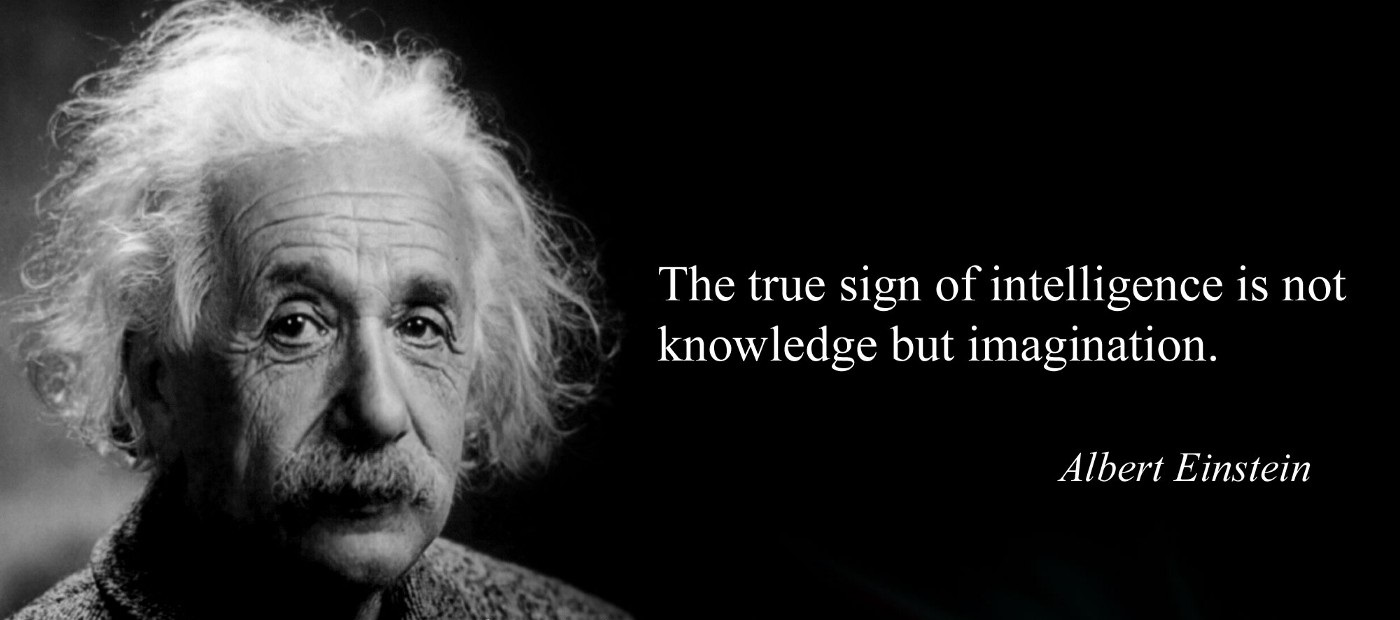 The true sign of intelligence is not
knowledge but imagination.
Albert Einstein